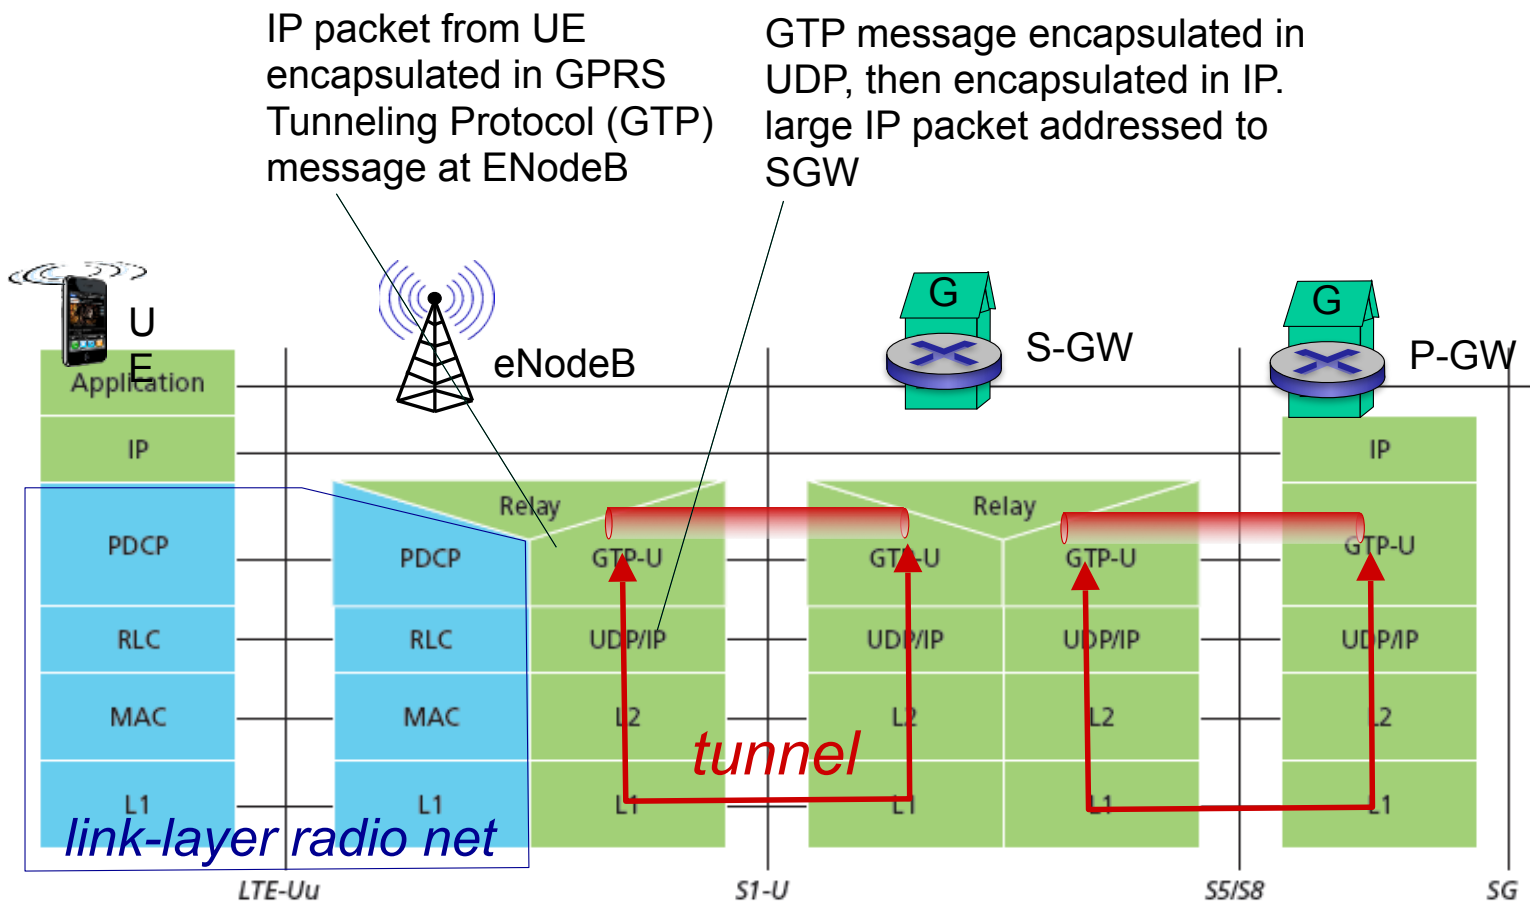 IP packet from UE
encapsulated in GPRS
Tunneling Protocol (GTP)
message at ENodeB
GTP message encapsulated in
UDP, then encapsulated in IP.
large IP packet addressed to
SGW
U
E
eNodeB
G
S-GW
G
P-GW
Application
IP
IP
Relay
Relay
PDCP
PDCP
GTP-U
GTP-U
GTP-U
GTP-U
RLC
RLC
UDP/IP
UDP/IP
UDP/IP
UDP/IP
MAC
MAC
L2
L2
L2
L2
tunnel
L1
L1
L1
L1
L1
L1
link-layer radio net
LTE-Uu
S1-U
S5/S8
SG